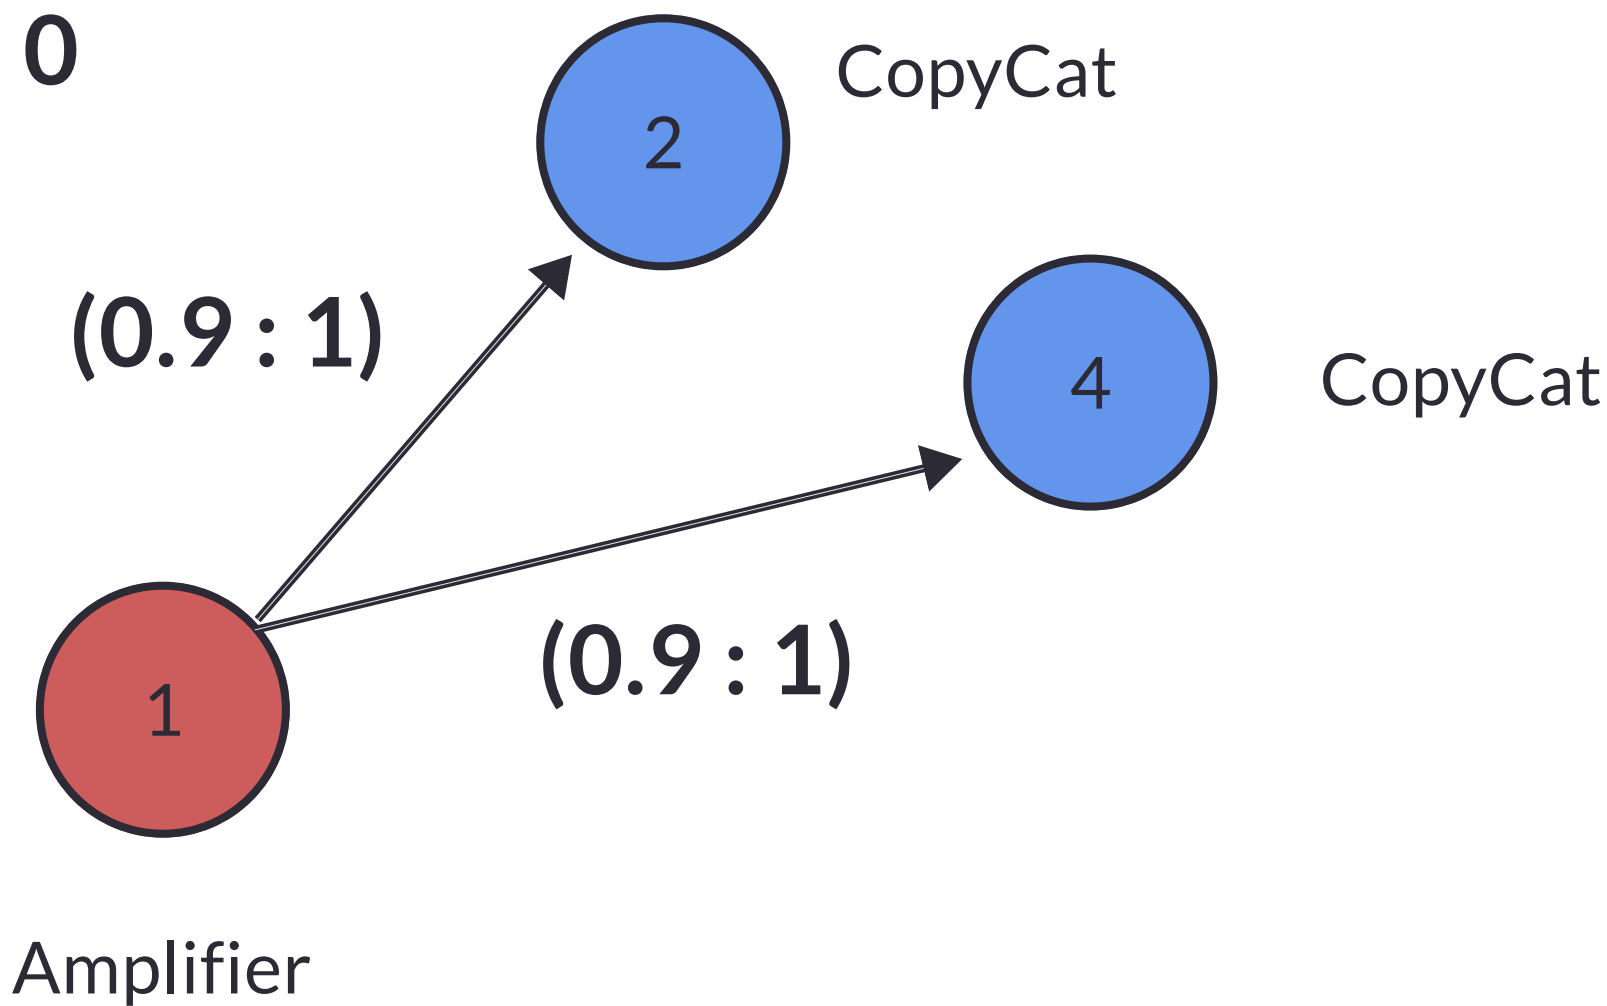 0
CopyCat
2
(0.9 : 1)
4
CopyCat
(0.9 : 1)
1
Amplifier